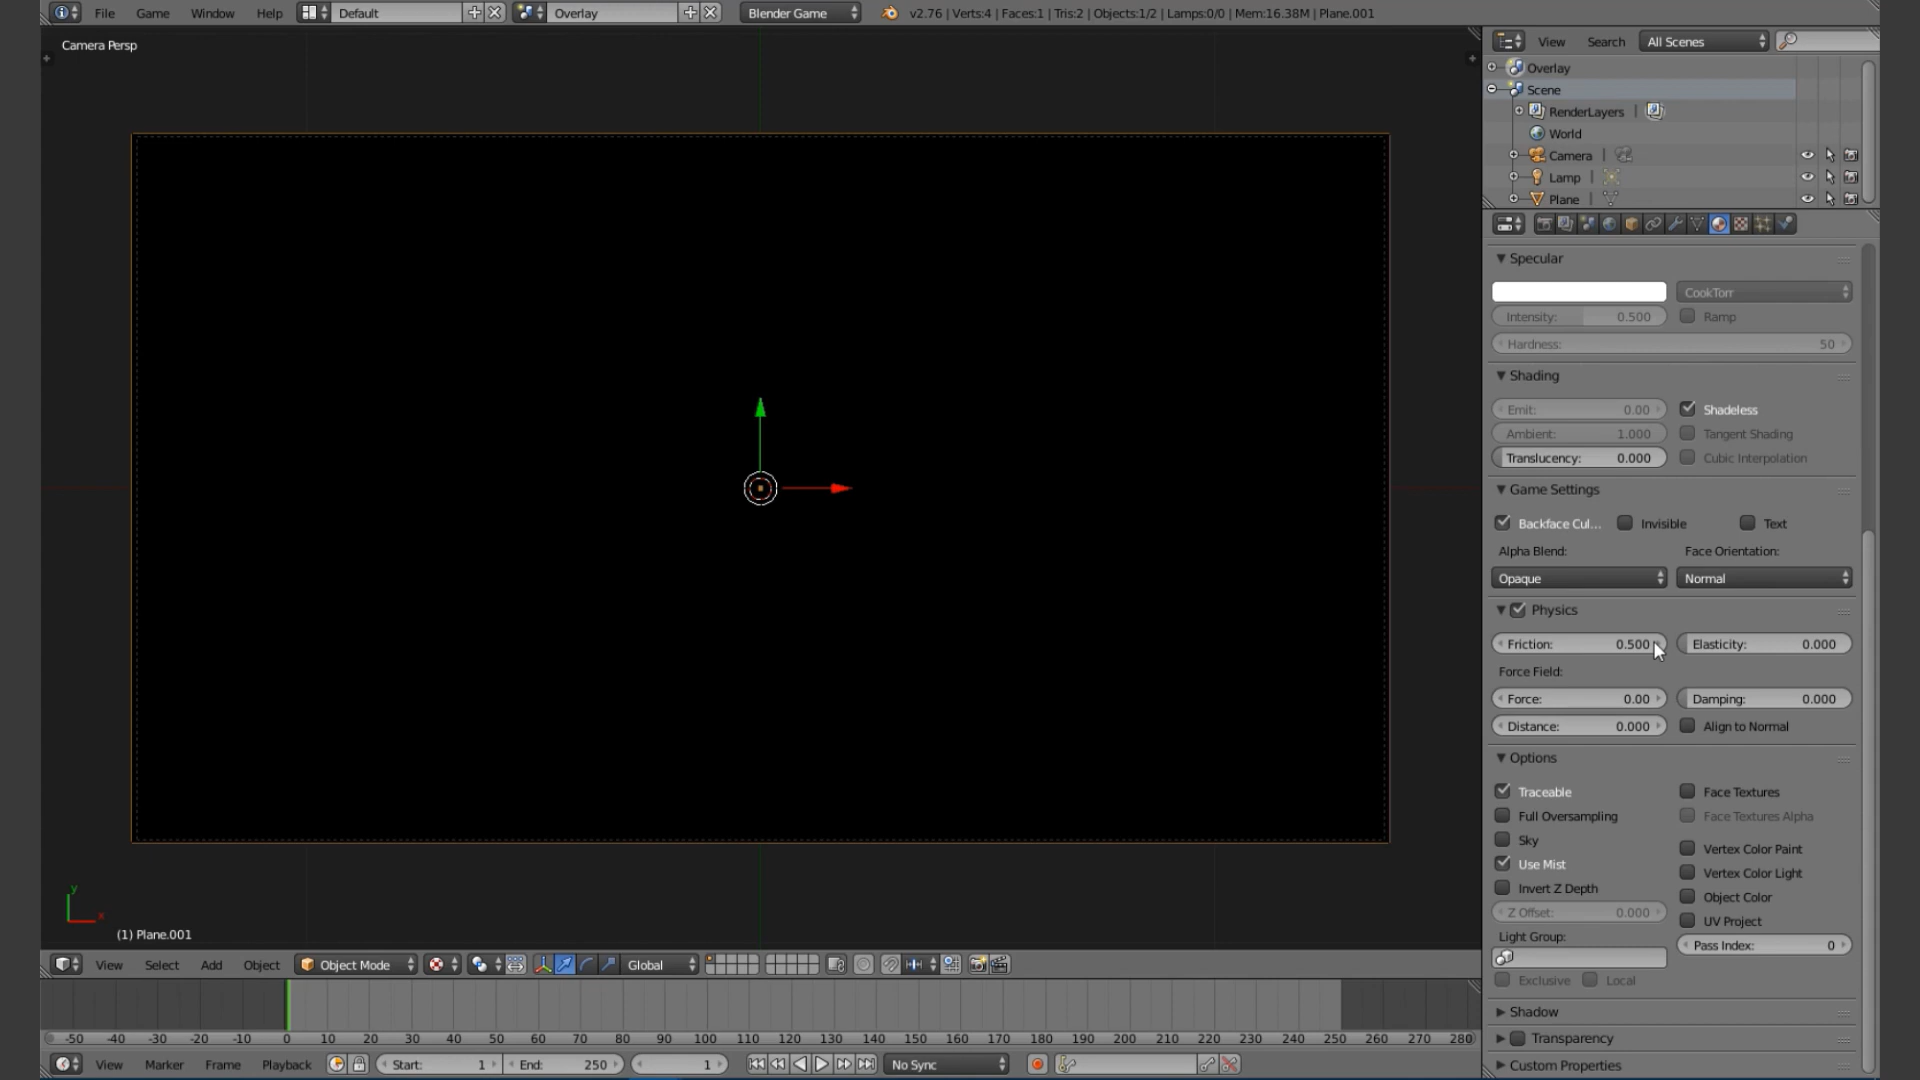 File Game Window Help Default Overlay Blender Game v2.76 | Verts:4 | Faces:1 | Tris:2 | Objects:1/2 | Lamps:0/0 | Mem:16.38M | Plane.001
Camera Persp
View Search All Scenes
Overlay
Scene
RenderLayers |
World
Camera |
Lamp |
Plane |
Specular
CookTorr
Intensity: 0.500 Ramp
Hardness: 50
Shading
Emit: 0.00 Shadeless
Ambient: 1.000 Tangent Shading
Translucency: 0.000 Cubic Interpolation
Game Settings
Backface Cul... Invisible Text
Alpha Blend: Face Orientation:
Opaque Normal
Physics
Friction: 0.500 Elasticity: 0.000
Force Field:
Force: 0.00 Damping: 0.000
Distance: 0.000 Align to Normal
Options
Traceable Face Textures
Full Oversampling Face Textures Alpha
Sky
Vertex Color Paint
Use Mist
Vertex Color Light
Invert Z Depth
Object Color
Z Offset: 0.000
UV Project
Light Group:
Pass Index: 0
Exclusive Local
Shadow
Transparency
Custom Properties
y
x
(1) Plane.001
View Select Add Object Object Mode Global
-50 -40 -30 -20 -10 0 10 20 30 40 50 60 70 80 90 100 110 120 130 140 150 160 170 180 190 200 210 220 230 240 250 260 270 280
View Marker Frame Playback Start: 1 End: 250 1 No Sync